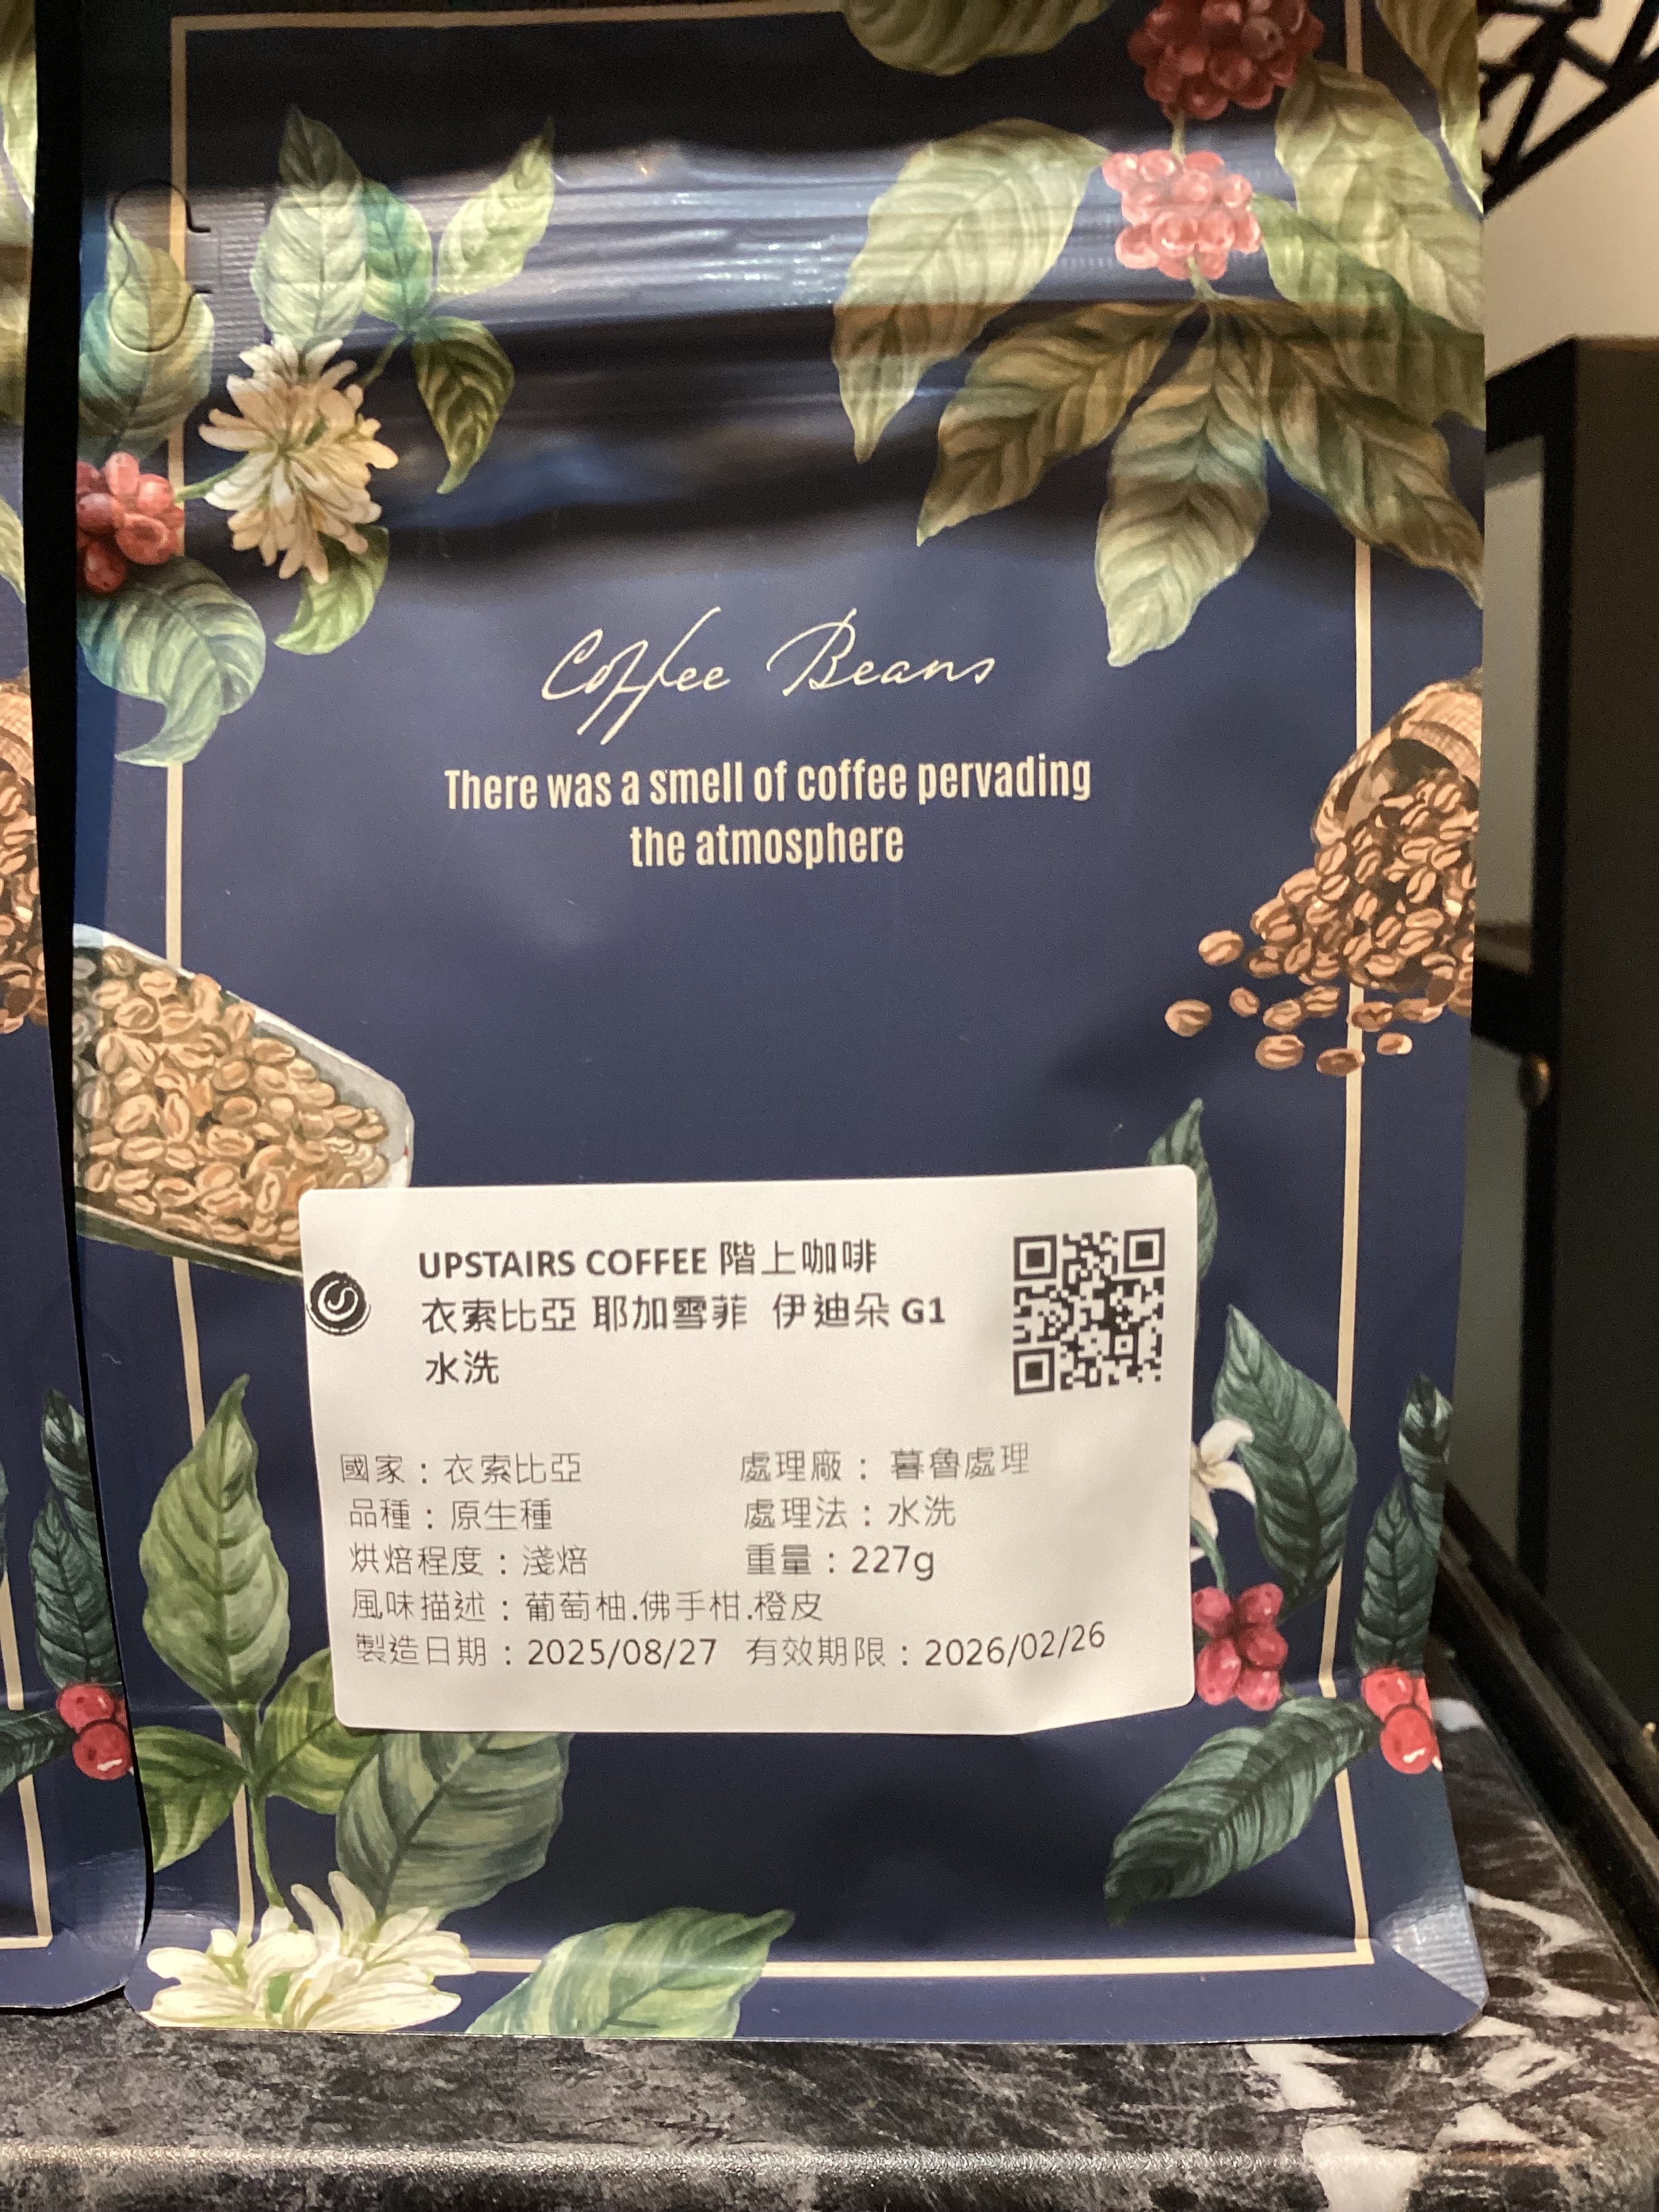 Coffee Beans
There was a smell of coffee pervading
the atmosphere
UPSTAIRS COFFEE 階上咖啡
衣索比亞 耶加雪菲 伊迪朵 G1
水洗
國家：衣索比亞 處理廠： 暮魯處理
品種：原生種 處理法：水洗
烘焙程度：淺焙 重量：227g
風味描述：葡萄柚.佛手柑.橙皮
製造日期：2025/08/27 有效期限：2026/02/26